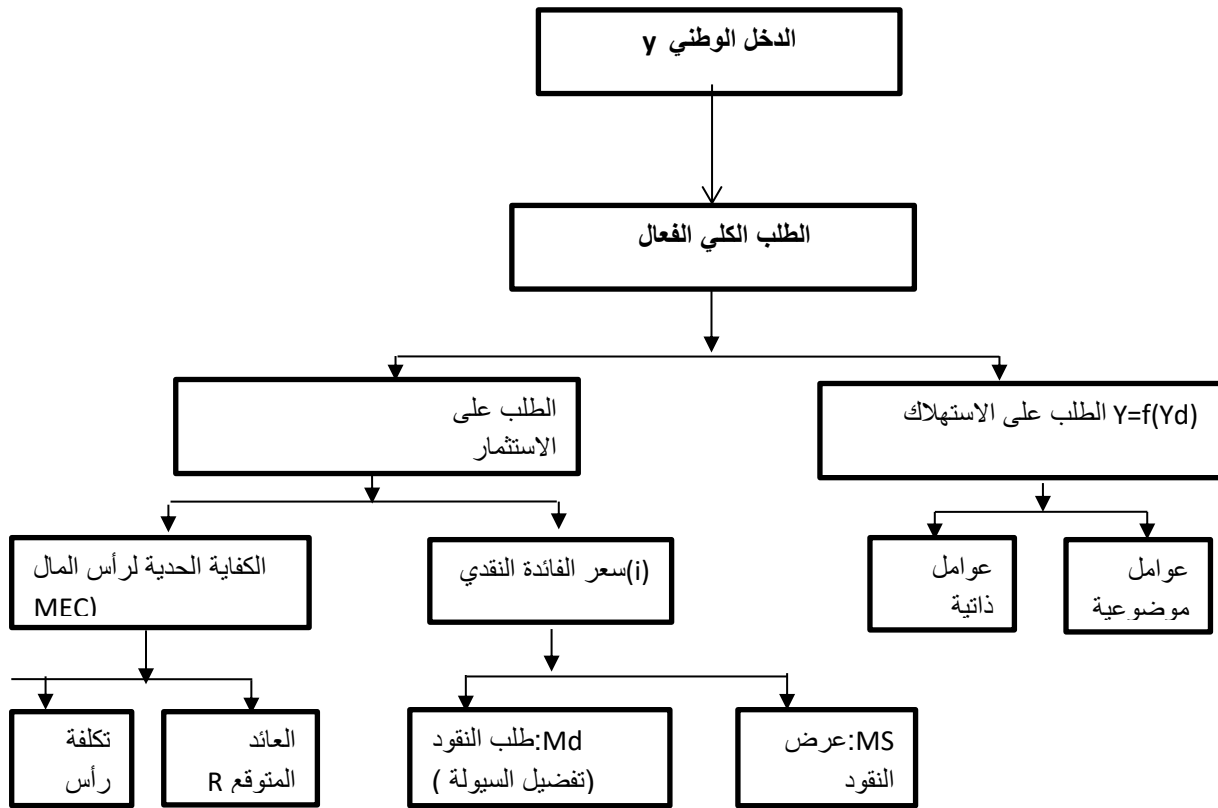 الدخل الوطني y
الطلب الكلي الفعال
الطلب على الاستهلاك Y=f(Yd)
الطلب على
الاستثمار
عوامل
موضوعية
عوامل
ذاتية
سعر الفائدة النقدي(i)
الكفاية الحدية لرأس المال
MEC)
MS:عرض
النقود
Md:طلب النقود
(تفضيل السيولة )
العائد
المتوقع R
تكلفة
رأس